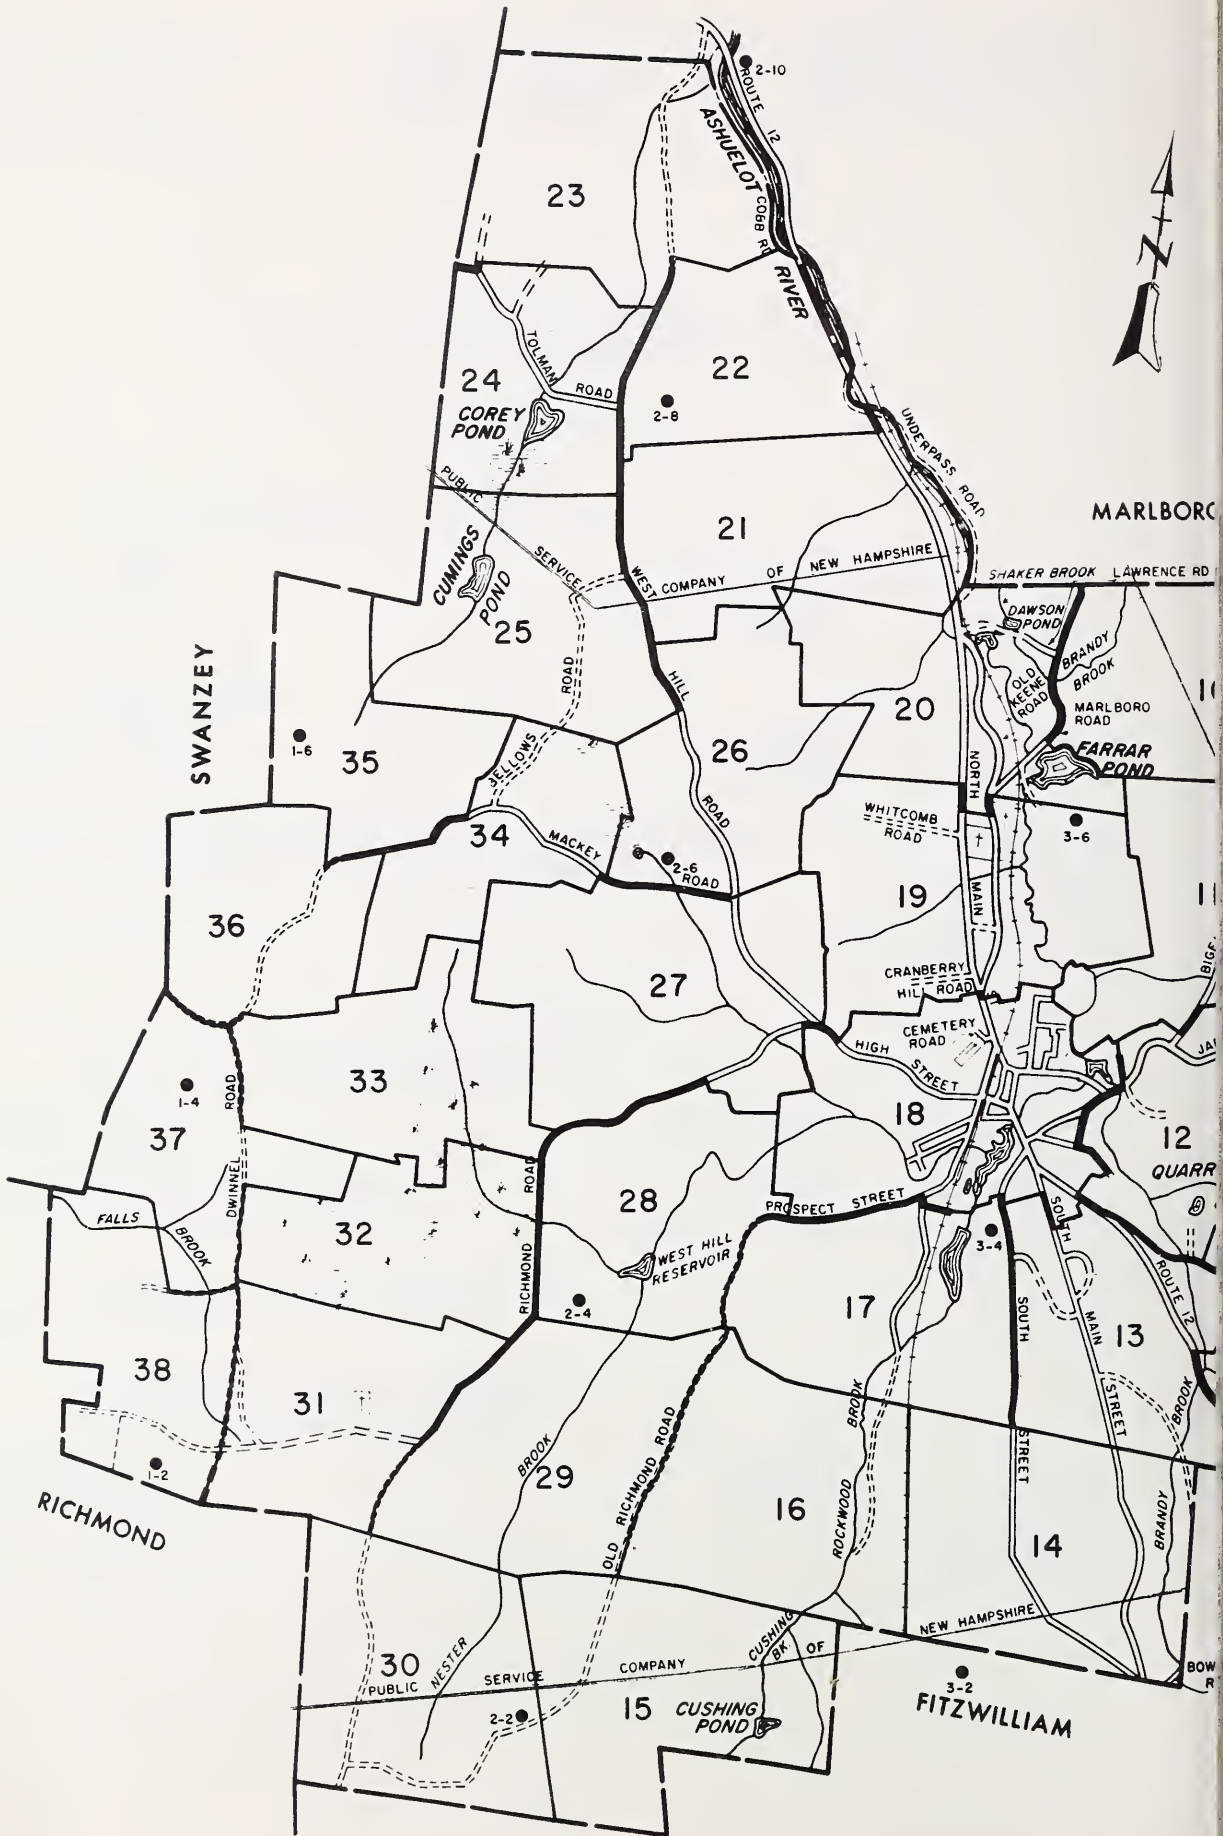 2-10
ROUTE 12
ASHUELOT
RIVER
COBB RD
23
N
TOLMAN
ROAD
24
COREY
POND
22
2-8
UNDERPASS ROAD
PUBLIC
SERVICE
COMPANY
OF
NEW HAMPSHIRE
21
MARLBORO
SHAKER BROOK
LAWRENCE RD
CUMINGS
POND
25
WEST
HILL
ROAD
DAWSON
POND
BRANDY
BROOK
OLD
KEENE
ROAD
MARLBORO
ROAD
FARRAR
POND
SWANZEY
1-6
35
BELLOWS
ROAD
26
20
NORTH
MAIN
10
34
MACKEY
ROAD
2-6
WHITCOMB
ROAD
3-6
36
19
11
27
CRANBERRY
HILL ROAD
CEMETERY
ROAD
HIGH
STREET
33
1-4
37
ROAD
DWINNEL
18
12
QUARR
28
PROSPECT STREET
FALLS
BROOK
32
ROAD
RICHMOND
WEST HILL
RESERVOIR
2-4
3-4
SOUTH
MAIN
STREET
ROUTE 12
17
SOUTH
STREET
13
38
31
1-2
RICHMOND
BROOK
29
OLD RICHMOND ROAD
BROOK
ROCKWOOD
16
14
BROOK
BRANDY
30
NESTER
PUBLIC
SERVICE
COMPANY
OF
NEW HAMPSHIRE
CUSHING
BK.
2-2
15
CUSHING
POND
3-2
FITZWILLIAM
BOW
R